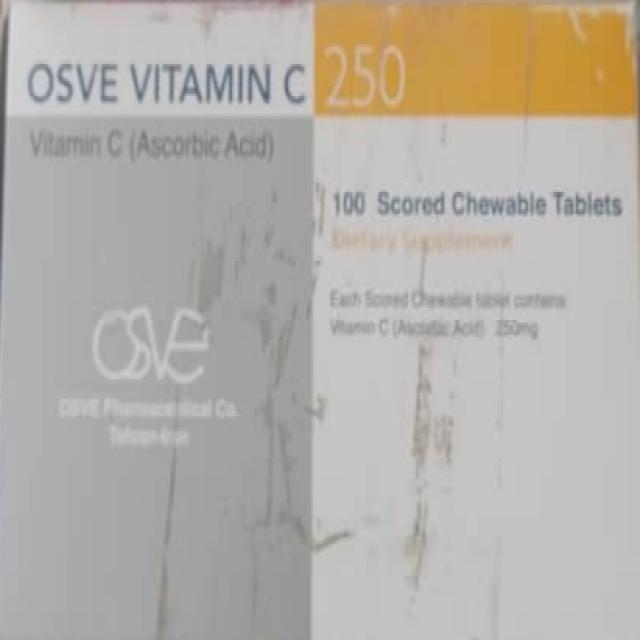 OSVE VITAMIN C 250
Vitamin C (Ascorbic Acid)
100 Scored Chewable Tablets
Dietary Supplement
Each Scored Chewable tablet contains
Vitamin C (Ascorbic Acid) 250mg
OSVE
OSVE Pharmaceutical Co.
Tehran-Iran